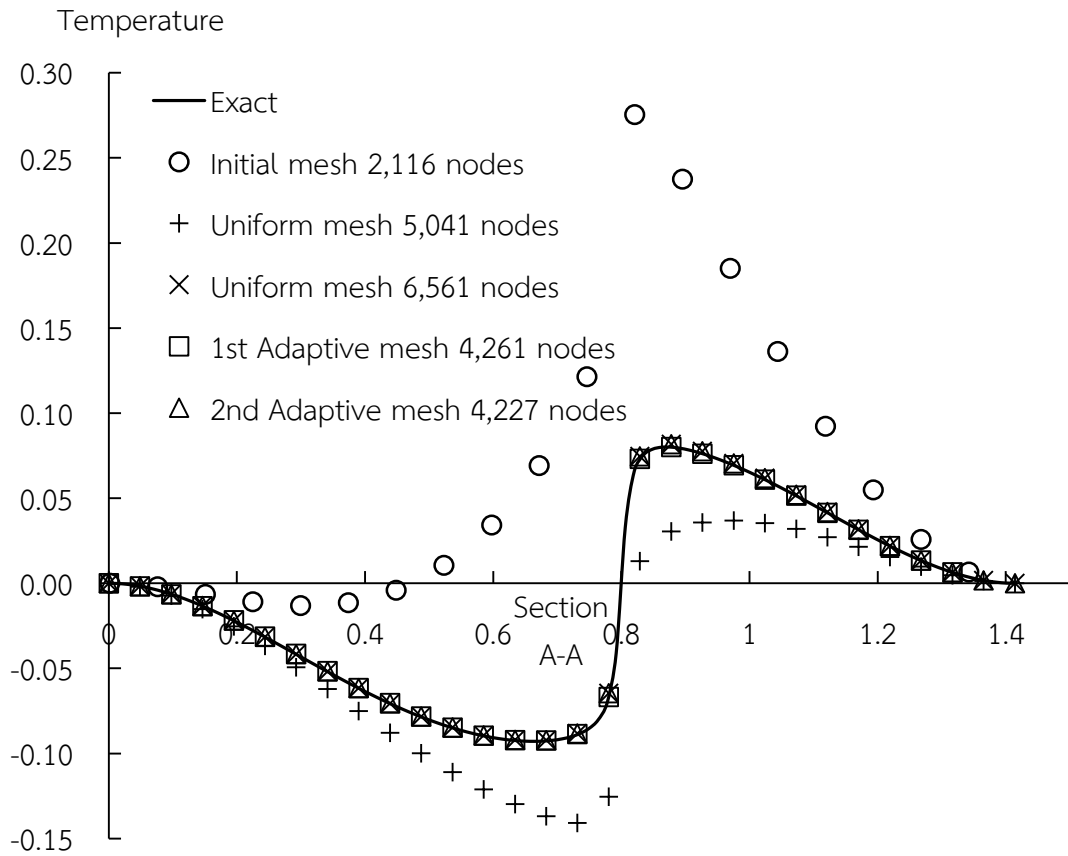 Temperature
0.30
0.25
0.20
0.15
0.10
0.05
0.00
-0.05
-0.10
-0.15
Exact
Initial mesh 2,116 nodes
Uniform mesh 5,041 nodes
Uniform mesh 6,561 nodes
1st Adaptive mesh 4,261 nodes
2nd Adaptive mesh 4,227 nodes
0 0.2 0.4 0.6 0.8 1 1.2 1.4
Section
A-A